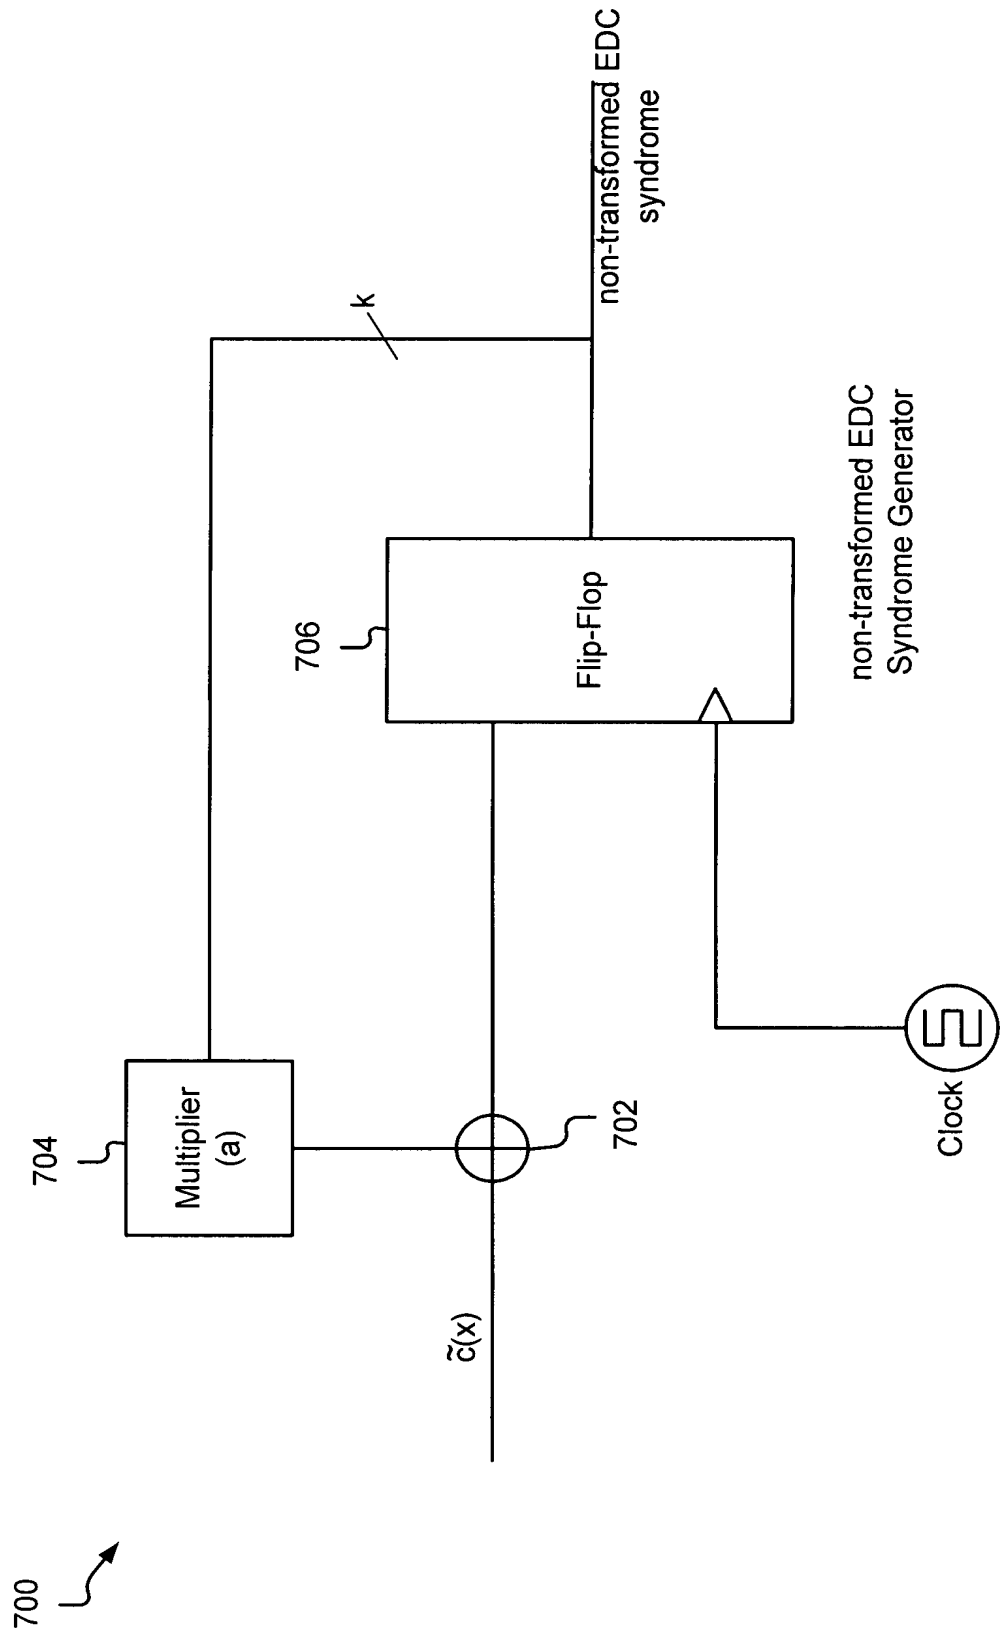 700
704
Multiplier
(a)
k
c̃(x)
702
706
Flip-Flop
non-transformed EDC
syndrome
Clock
non-transformed EDC
Syndrome Generator